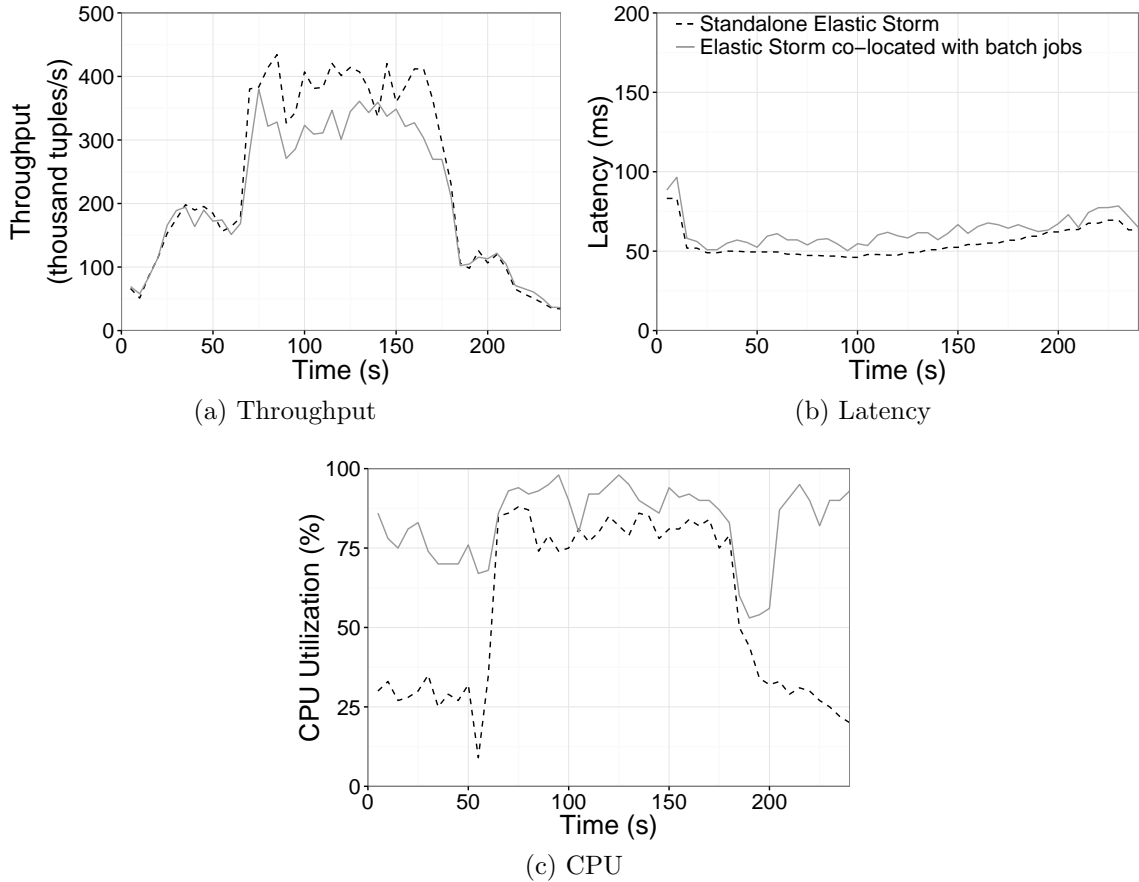 Throughput
(thousand tuples/s)
500
400
300
200
100
0
0 50 100 150 200
Time (s)
(a) Throughput
Latency (ms)
200
150
100
50
0
Standalone Elastic Storm
Elastic Storm co-located with batch jobs
0 50 100 150 200
Time (s)
(b) Latency
CPU Utilization (%)
100
75
50
25
0
0 50 100 150 200
Time (s)
(c) CPU